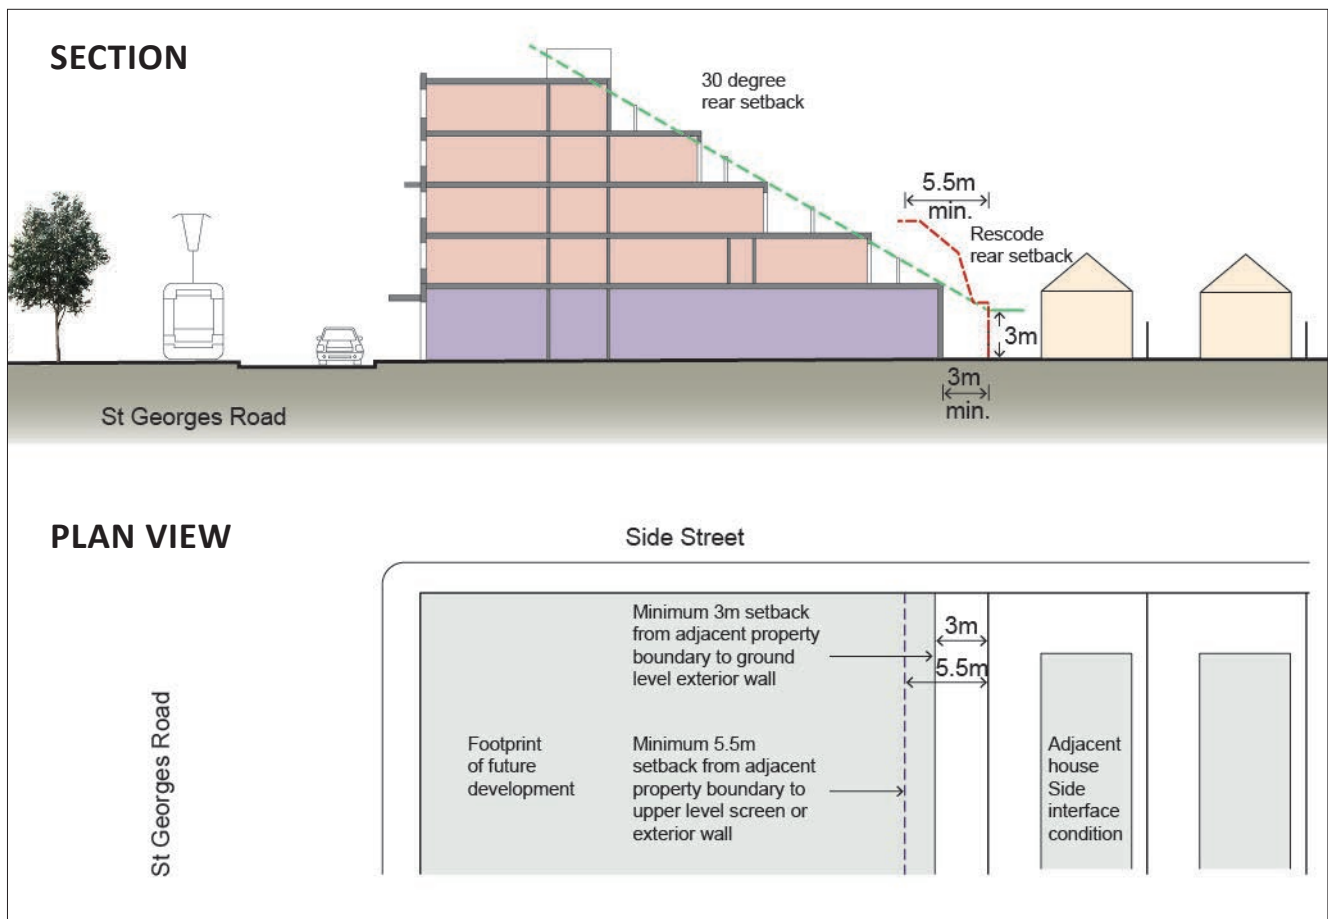 SECTION
30 degree
rear setback
5.5m
min.
Rescode
rear setback
3m
3m
min.
St Georges Road
PLAN VIEW
Side Street
Minimum 3m setback
from adjacent property
boundary to ground
level exterior wall
3m
5.5m
St Georges Road
Footprint
of future
development
Minimum 5.5m
setback from adjacent
property boundary to
upper level screen or
exterior wall
Adjacent
house
Side
interface
condition